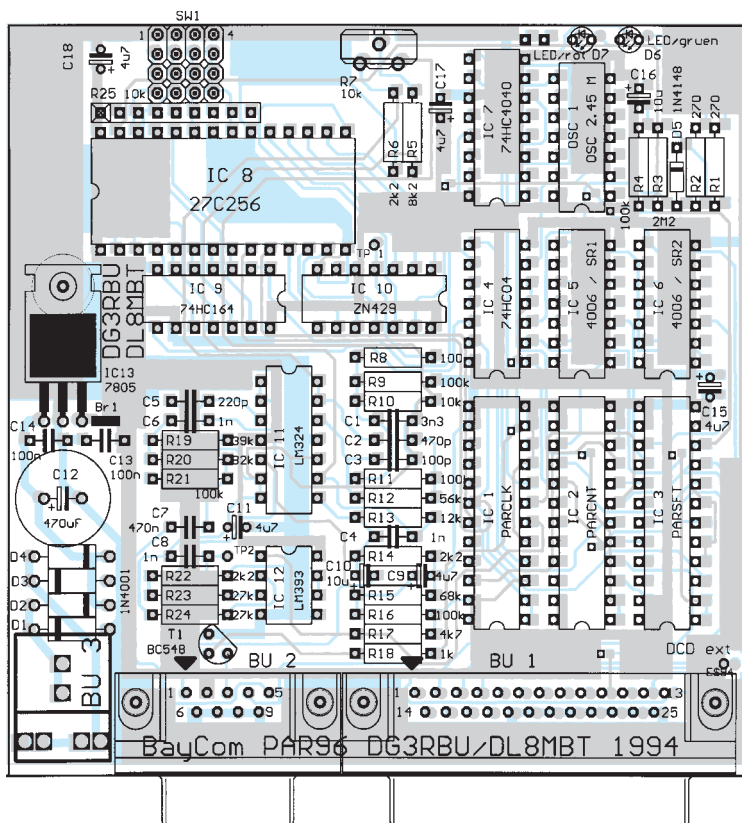 SW1
1 4
C18
4u7
R25 10k
R7
10k
C17
4u7
R6
R5
2k2
8k2
IC 7
74HC4040
OSC 1
OSC 2.45 M
LED/rot D7
LED/gruen
D6
C16
10u
1N4148
D5
270
270
R4
R3
R2
R1
100k
2M2
IC 8
27C256
TP 1
IC 9
74HC164
IC 10
ZN429
IC 4
74HC04
IC 5
4006 / SR1
IC 6
4006 / SR2
DG3RBU
DL8MBT
IC13
7805
Br1
C14
100n
C13
100n
C12
470uF
C5 220p
C6 1n
R19 39k
R20 82k
R21
100k
IC 11
LM324
R8 100
R9 100k
R10 10k
C1 3n3
C2 470p
C3 100p
R11 100
R12 56k
R13 12k
C4 1n
R14 2k2
C10
10u
C9 4u7
R15 68k
R16 100k
R17 4k7
R18 1k
C7
470n
C11
4u7
C8
1n
TP2
R22 2k2
R23 27k
R24 27k
IC 12
LM393
T1
BC548
IC 1
PARCLK
IC 2
PARCNT
IC 3
PARSFT
C15
4u7
D4
D3
D2
D1
1N4001
BU 3
BU 2
BU 1
DCD ext
1 5
6 9
1 13
14 25
BayCom PAR96 DG3RBU/DL8MBT 1994